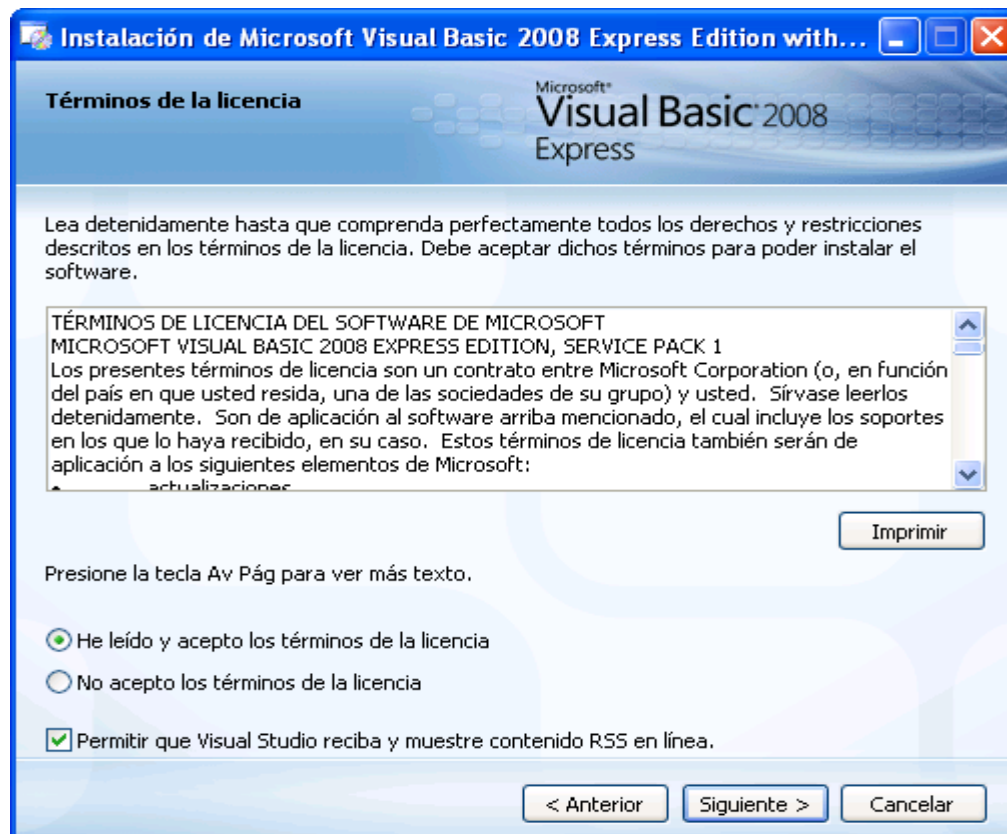 Instalación de Microsoft Visual Basic 2008 Express Edition with...
Términos de la licencia
Microsoft®
Visual Basic® 2008
Express
Lea detenidamente hasta que comprenda perfectamente todos los derechos y restricciones
descritos en los términos de la licencia. Debe aceptar dichos términos para poder instalar el
software.
TÉRMINOS DE LICENCIA DEL SOFTWARE DE MICROSOFT
MICROSOFT VISUAL BASIC 2008 EXPRESS EDITION, SERVICE PACK 1
Los presentes términos de licencia son un contrato entre Microsoft Corporation (o, en función
del país en que usted resida, una de las sociedades de su grupo) y usted.  Sírvase leerlos
detenidamente.  Son de aplicación al software arriba mencionado, el cual incluye los soportes
en los que lo haya recibido, en su caso.  Estos términos de licencia también serán de
aplicación a los siguientes elementos de Microsoft:
• actualizaciones
Imprimir
Presione la tecla Av Pág para ver más texto.
He leído y acepto los términos de la licencia
No acepto los términos de la licencia
Permitir que Visual Studio reciba y muestre contenido RSS en línea.
< Anterior
Siguiente >
Cancelar